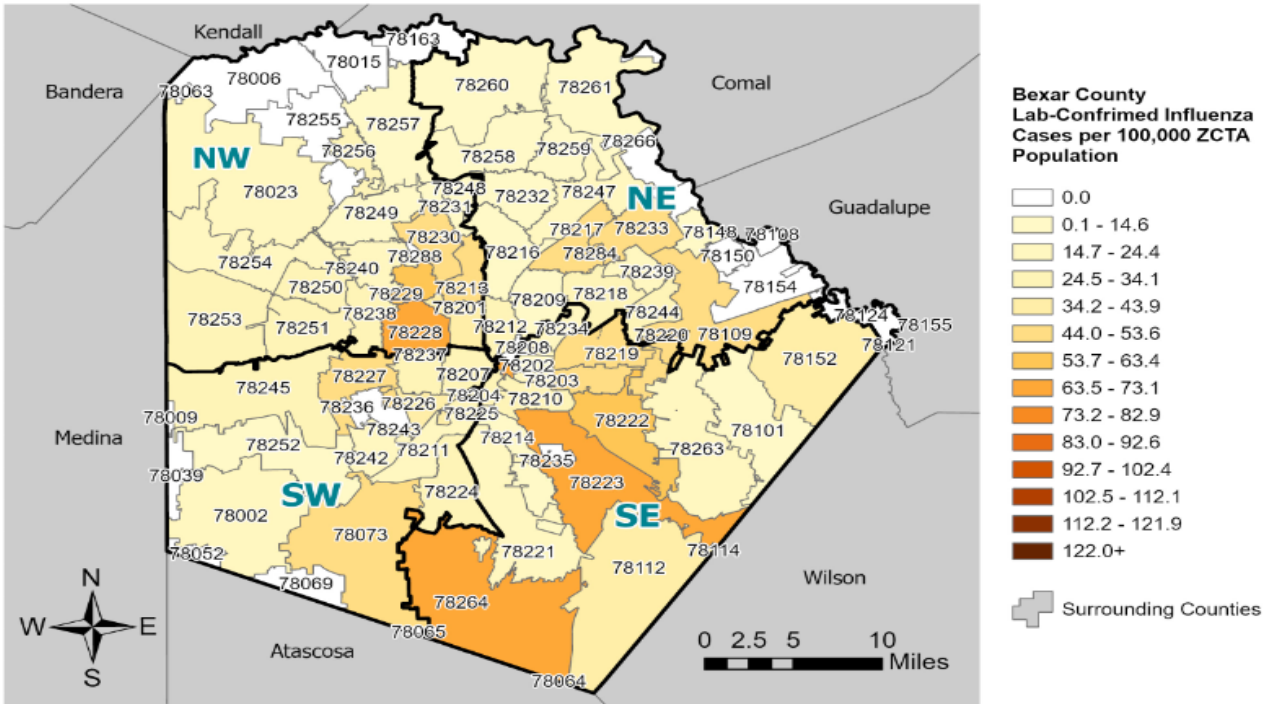 Kendall
78163
78015
Bandera
78006
78063
78260
78261
Comal
78255
78257
78256
78266
78259
78258
NW
78023
78248
78247
78232
NE
78249
78231
Guadalupe
78230
78217
78233
78148
78108
78288
78216
78284
78150
78254
78240
78239
78250
78229
78213
78218
78154
78209
78201
78238
78244
78253
78251
78228
78212
78234
78220
78109
78124
78155
78208
78121
78237
78219
78152
78202
78227
78207
78203
78245
78204
78210
78236
78226
78225
78009
78222
78243
78101
Medina
78252
78214
78211
78263
78242
78235
78039
78223
SW
78224
78002
SE
78073
78052
78221
78114
78112
78069
Wilson
78264
78065
Atascosa
78064
N
W
E
S
0 2.5 5 10
Miles
Bexar County
Lab-Confrimed Influenza
Cases per 100,000 ZCTA
Population
0.0
0.1 - 14.6
14.7 - 24.4
24.5 - 34.1
34.2 - 43.9
44.0 - 53.6
53.7 - 63.4
63.5 - 73.1
73.2 - 82.9
83.0 - 92.6
92.7 - 102.4
102.5 - 112.1
112.2 - 121.9
122.0+
Surrounding Counties